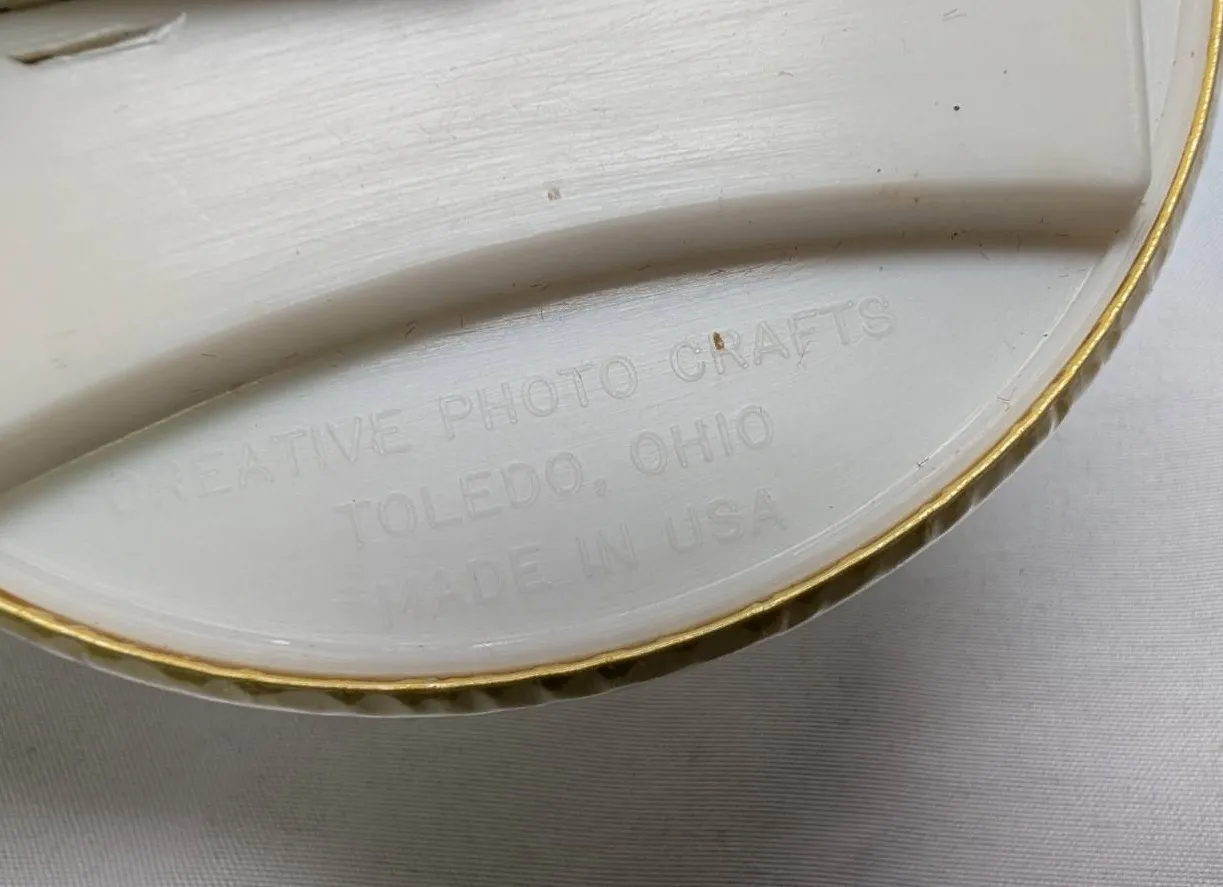 CREATIVE PHOTO CRAFTS
TOLEDO, OHIO
MADE IN USA